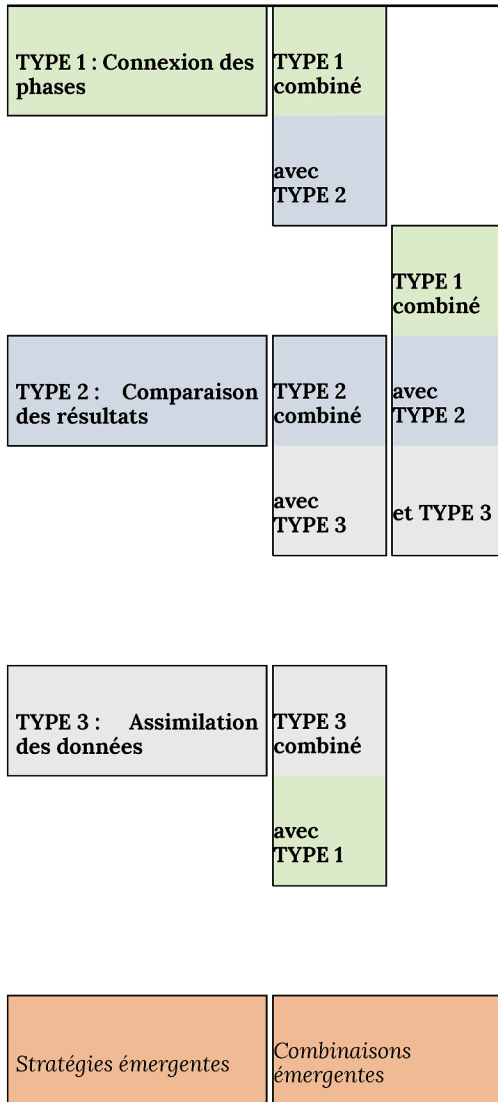 TYPE 1 : Connexion des
phases
TYPE 1
combiné
avec
TYPE 2
TYPE 1
combiné
TYPE 2 : Comparaison
des résultats
TYPE 2
combiné
avec
TYPE 2
avec
TYPE 3
et TYPE 3
TYPE 3 : Assimilation
des données
TYPE 3
combiné
avec
TYPE 1
Stratégies émergentes
Combinaisons
émergentes